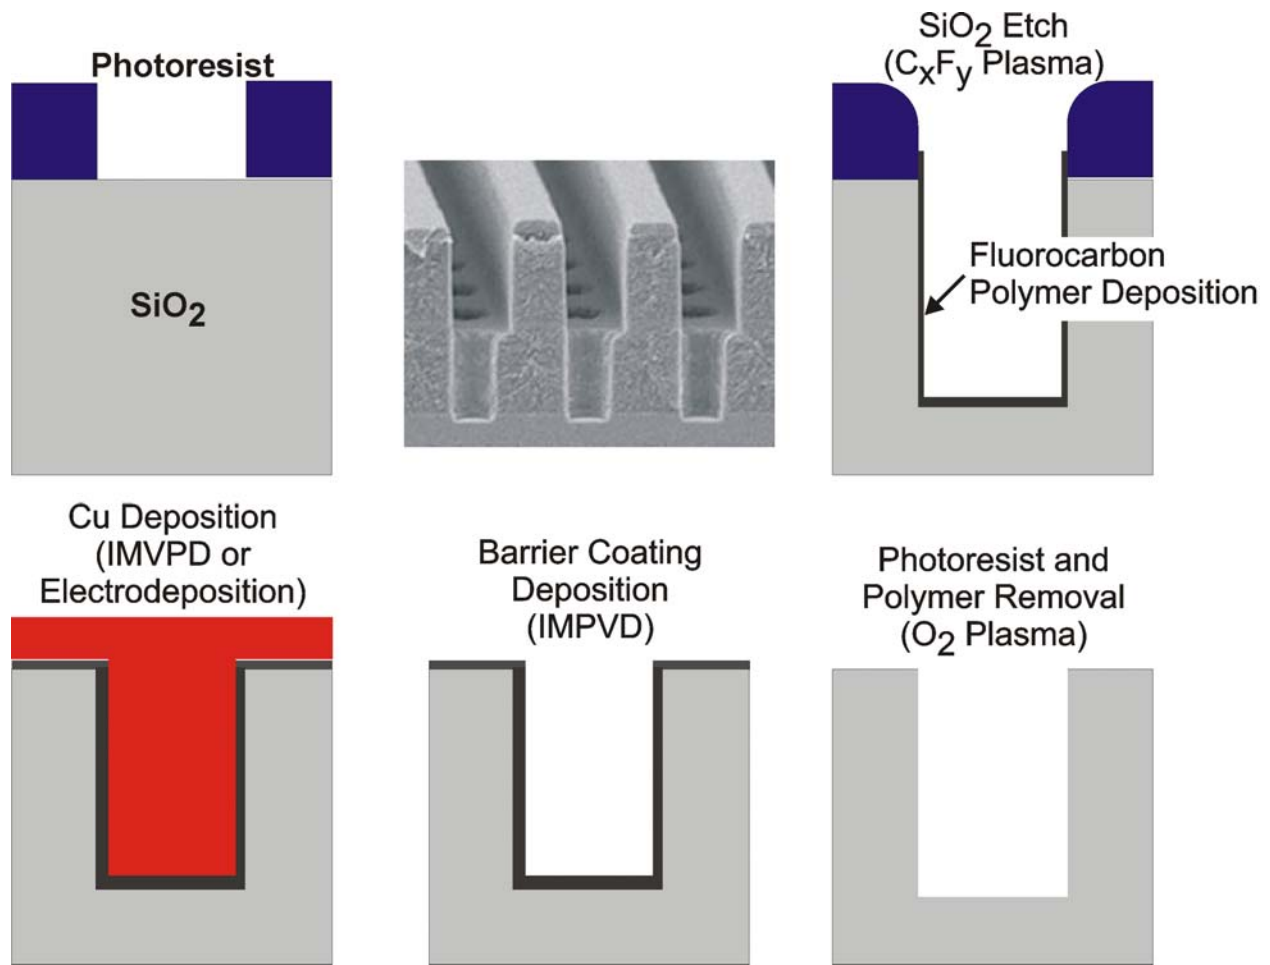 Photoresist
SiO2
SiO2 Etch
(CxFy Plasma)
Fluorocarbon
Polymer Deposition
Cu Deposition
(IMVPD or
Electrodeposition)
Barrier Coating
Deposition
(IMPVD)
Photoresist and
Polymer Removal
(O2 Plasma)